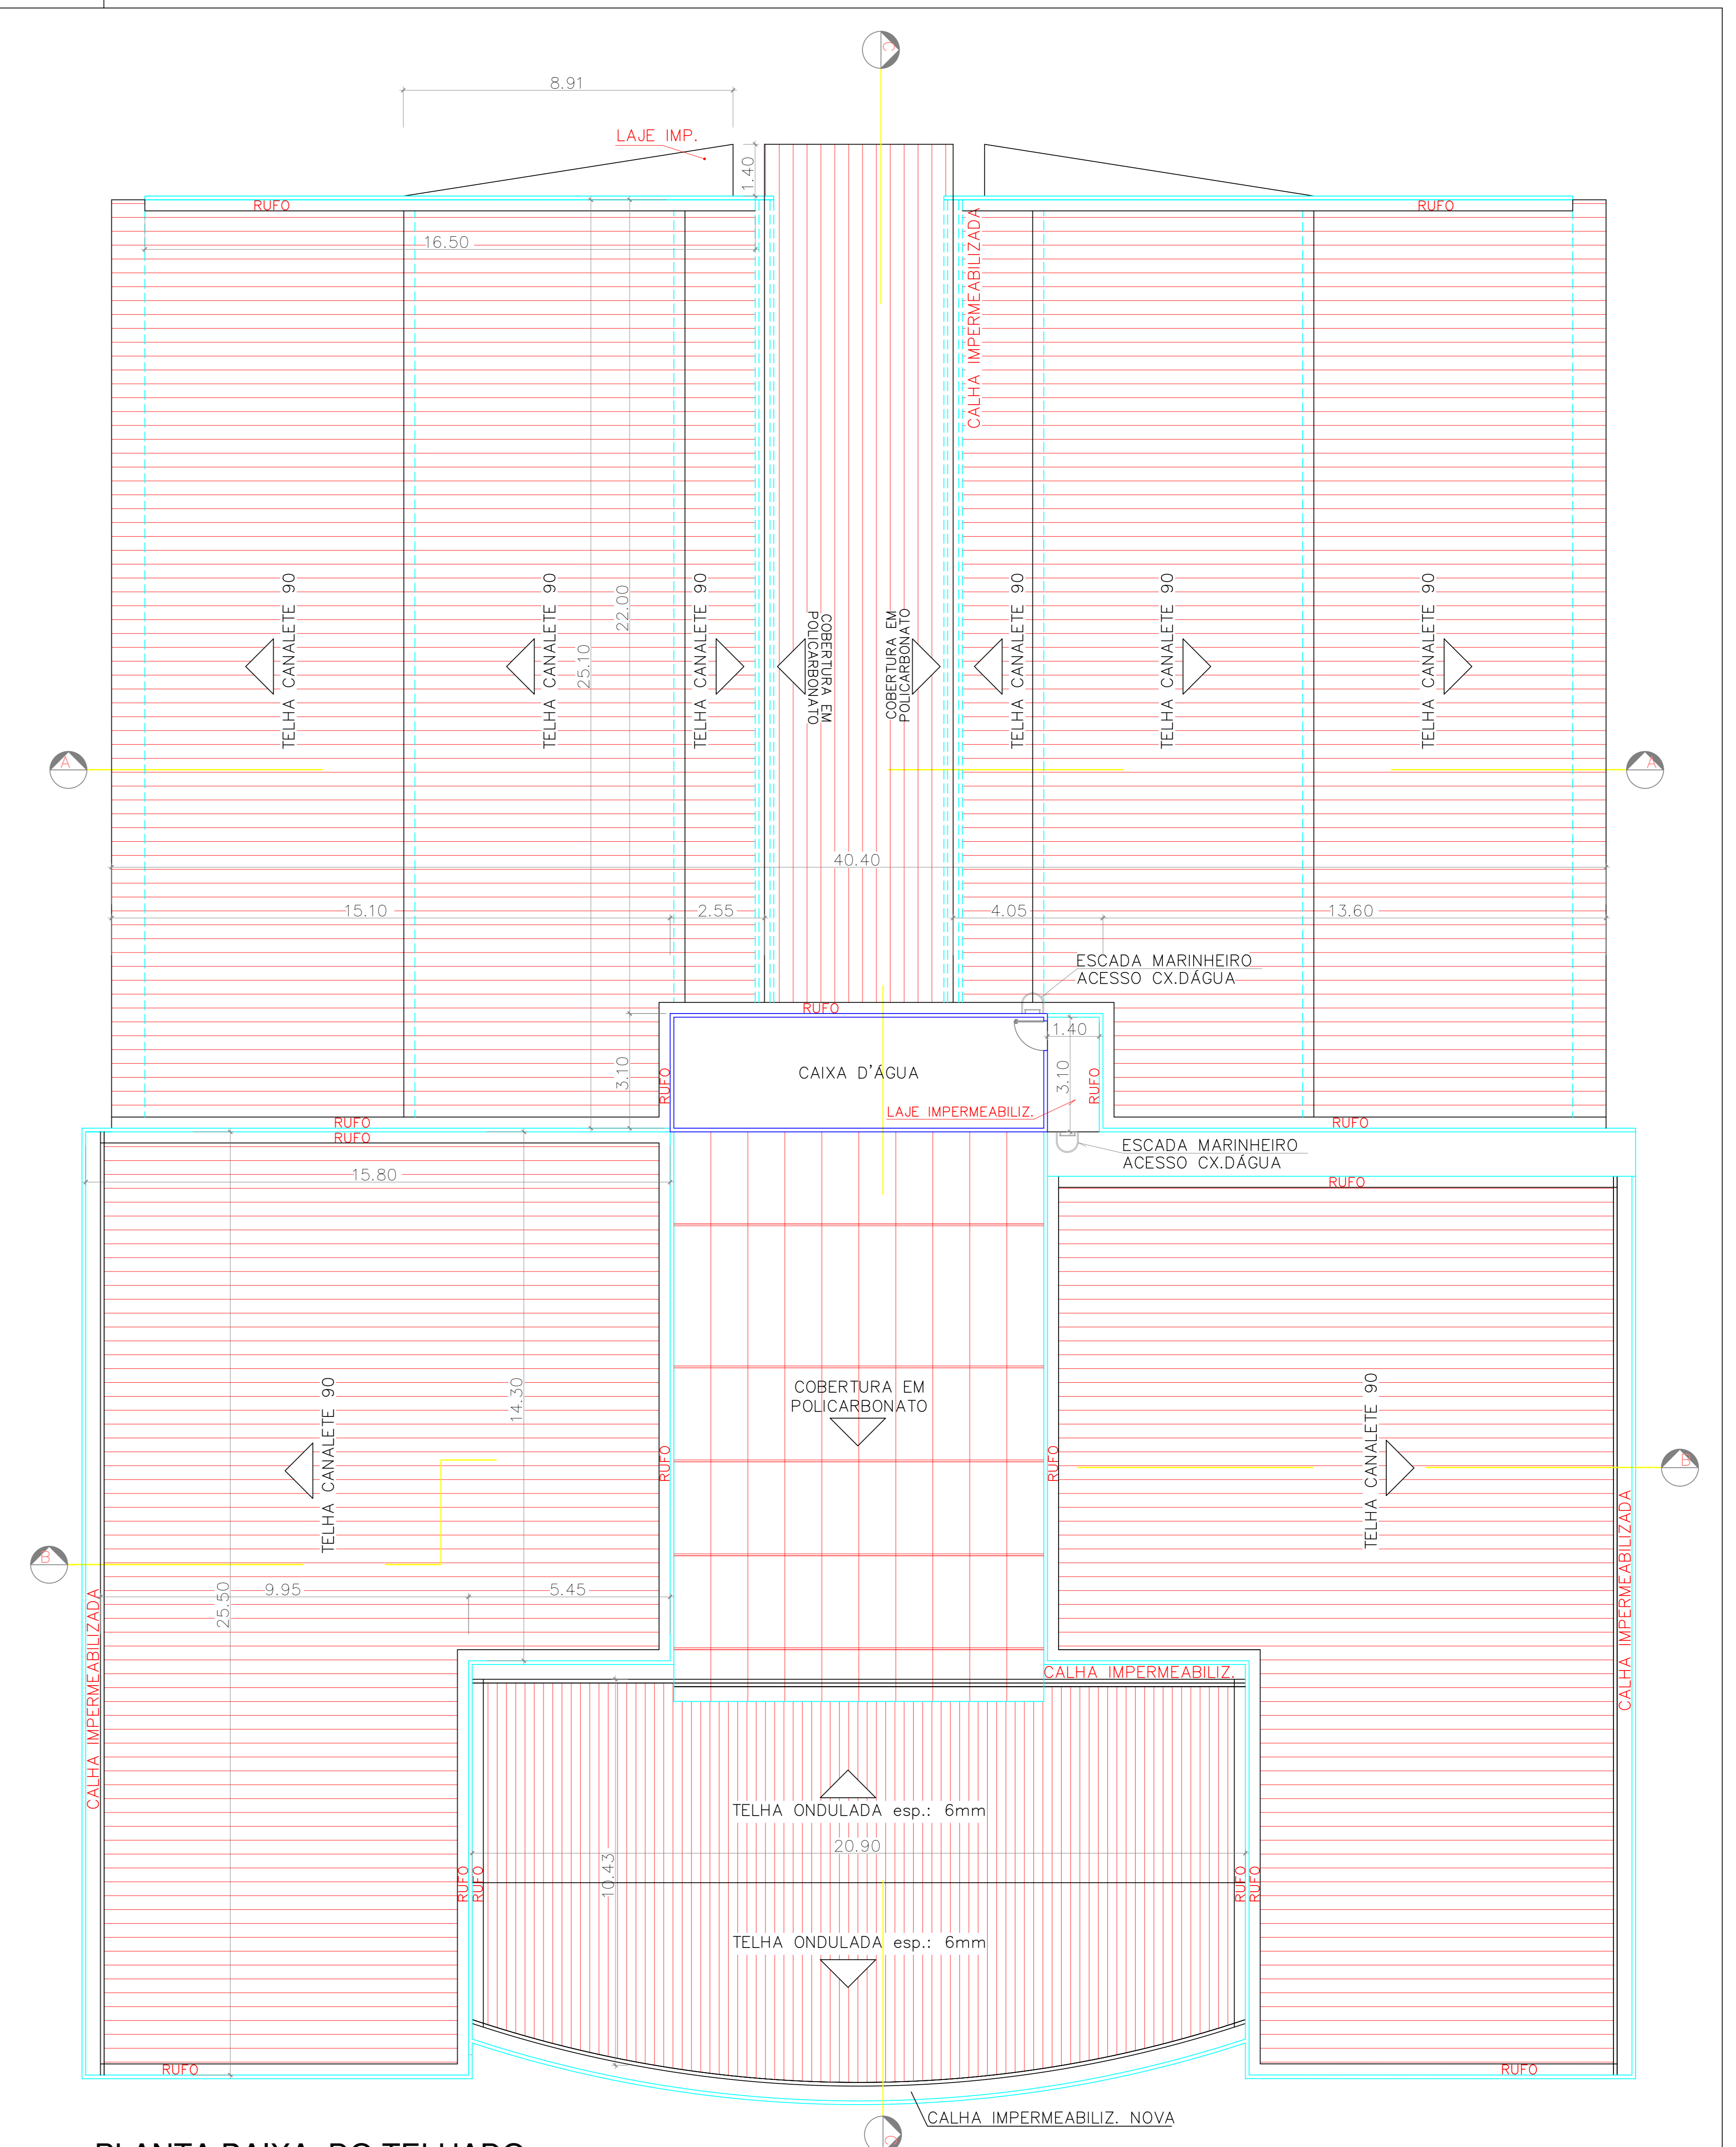 C
8.91
LAJE IMP.
1.40
RUFO
RUFO
CALHA IMPERMEABILIZADA
16.50
TELHA CANALETE 90
TELHA CANALETE 90
22.00
25.10
TELHA CANALETE 90
COBERTURA EM
POLICARBONATO
COBERTURA EM
POLICARBONATO
TELHA CANALETE 90
TELHA CANALETE 90
TELHA CANALETE 90
A
A
40.40
15.10
2.55
4.05
13.60
ESCADA MARINHEIRO
ACESSO CX.DÁGUA
RUFO
1.40
3.10
RUFO
CAIXA D'ÁGUA
3.10
RUFO
LAJE IMPERMEABILIZ.
RUFO
RUFO
RUFO
ESCADA MARINHEIRO
ACESSO CX.DÁGUA
15.80
RUFO
14.30
COBERTURA EM
POLICARBONATO
TELHA CANALETE 90
TELHA CANALETE 90
RUFO
RUFO
B
B
CALHA IMPERMEABILIZADA
25.50
9.95
5.45
CALHA IMPERMEABILIZADA
CALHA IMPERMEABILIZ.
TELHA ONDULADA esp.: 6mm
20.90
10.43
RUFO
RUFO
RUFO
RUFO
TELHA ONDULADA esp.: 6mm
RUFO
RUFO
CALHA IMPERMEABILIZ. NOVA
PLANTA BAIXA DO TELHADO